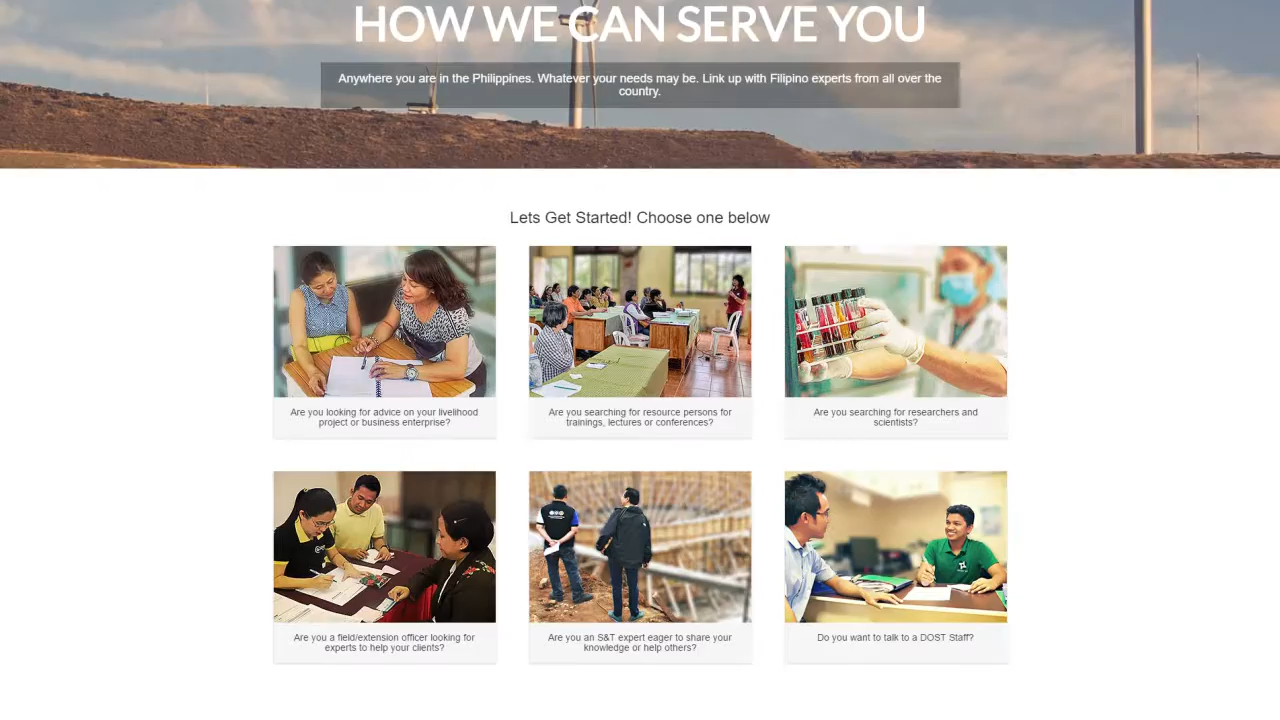 HOW WE CAN SERVE YOU
Anywhere you are in the Philippines. Whatever your needs may be. Link up with Filipino experts from all over the
country.
Lets Get Started! Choose one below
Are you looking for advice on your livelihood
project or business enterprise?
Are you searching for resource persons for
trainings, lectures or conferences?
Are you searching for researchers and
scientists?
Are you a field/extension officer looking for
experts to help your clients?
Are you an S&T expert eager to share your
knowledge or help others?
Do you want to talk to a DOST Staff?